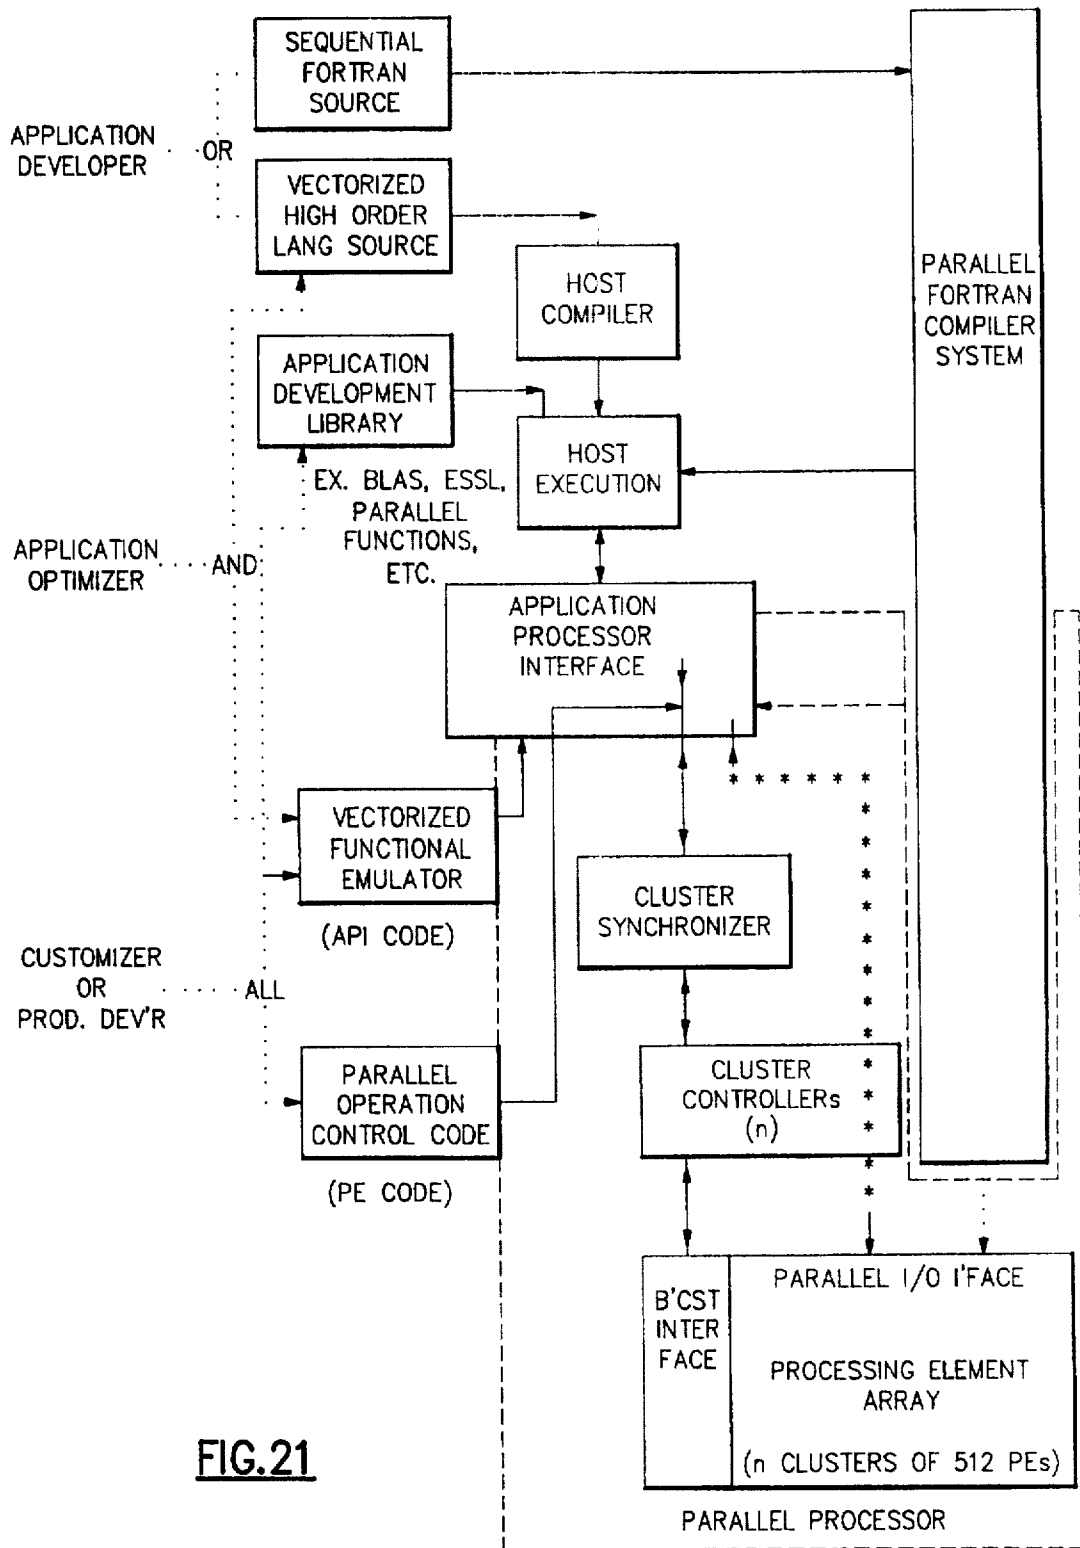 SEQUENTIAL
FORTRAN
SOURCE
APPLICATION
DEVELOPER
OR
VECTORIZED
HIGH ORDER
LANG SOURCE
HOST
COMPILER
PARALLEL
FORTRAN
COMPILER
SYSTEM
APPLICATION
DEVELOPMENT
LIBRARY
HOST
EXECUTION
EX. BLAS, ESSL,
PARALLEL
FUNCTIONS,
ETC.
APPLICATION
OPTIMIZER
AND
APPLICATION
PROCESSOR
INTERFACE
VECTORIZED
FUNCTIONAL
EMULATOR
(API CODE)
CLUSTER
SYNCHRONIZER
CUSTOMIZER
OR
PROD. DEV'R
ALL
PARALLEL
OPERATION
CONTROL CODE
(PE CODE)
CLUSTER
CONTROLLERs
(n)
B'CST
INTER
FACE
PARALLEL I/O I'FACE
PROCESSING ELEMENT
ARRAY
(n CLUSTERS OF 512 PEs)
PARALLEL PROCESSOR
FIG.21